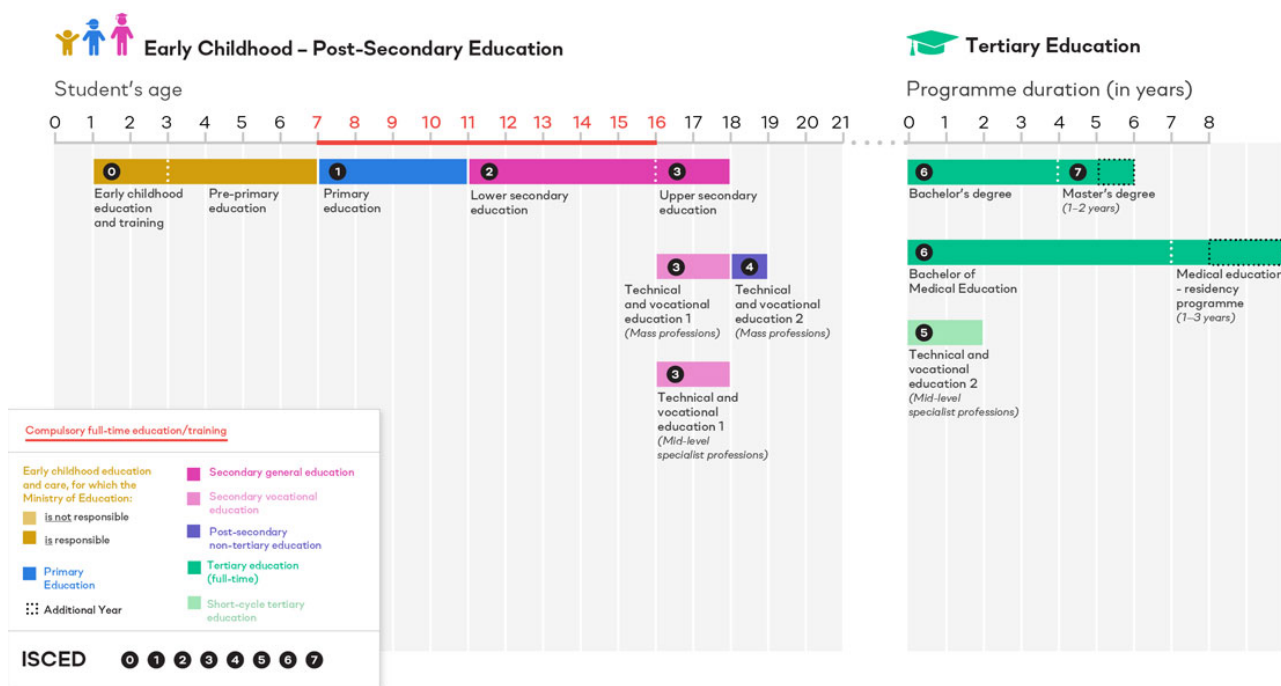 Early Childhood – Post-Secondary Education
Student's age
0 1 2 3 4 5 6 7 8 9 10 11 12 13 14 15 16 17 18 19 20 21
0
Early childhood
education
and training
Pre-primary
education
1
Primary
education
2
Lower secondary
education
3
Upper secondary
education
3
Technical
and vocational
education 1
(Mass professions)
4
Technical
and vocational
education 2
(Mass professions)
3
Technical and
vocational
education 1
(Mid-level
specialist professions)
Tertiary Education
Programme duration (in years)
0 1 2 3 4 5 6 7 8
6
Bachelor's degree
7
Master's degree
(1–2 years)
6
Bachelor of
Medical Education
Medical education
- residency
programme
(1–3 years)
5
Technical and
vocational
education 2
(Mid-level
specialist professions)
Compulsory full-time education/training
Early childhood education
and care, for which the
Ministry of Education:
is not responsible
is responsible
Primary
Education
Additional Year
Secondary general education
Secondary vocational
education
Post-secondary
non-tertiary education
Tertiary education
(full-time)
Short-cycle tertiary
education
ISCED 0 1 2 3 4 5 6 7